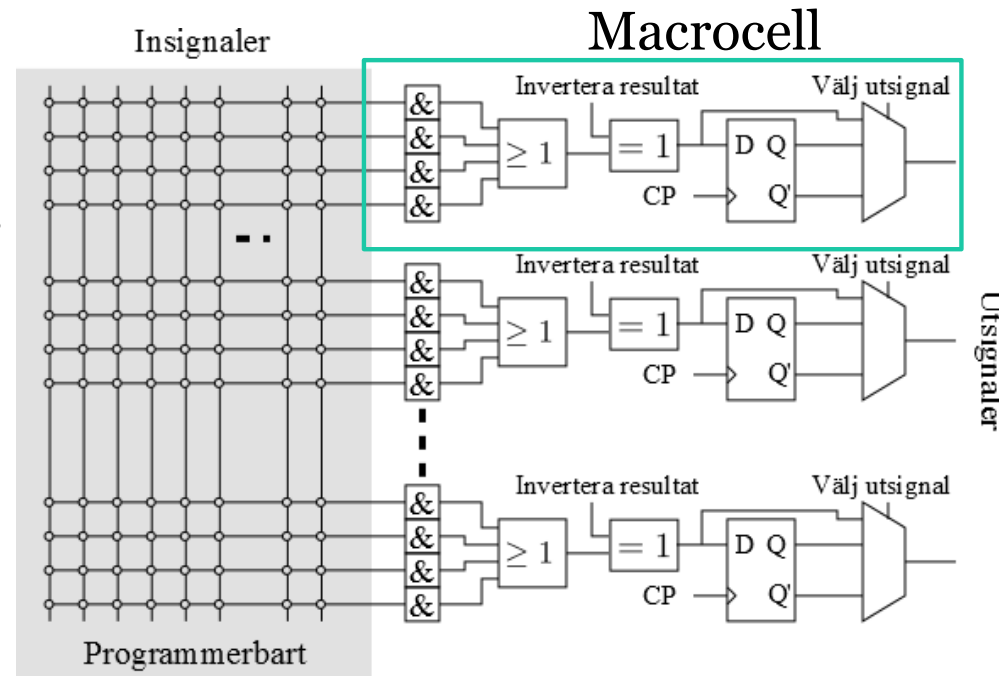 Insignaler
Macrocell
Invertera resultat
Välj utsignal
&
&
&
&
≥ 1
= 1
D Q
CP
Q'
Invertera resultat
Välj utsignal
&
&
&
&
≥ 1
= 1
D Q
CP
Q'
Utsignaler
Invertera resultat
Välj utsignal
&
&
&
&
≥ 1
= 1
D Q
CP
Q'
Programmerbart